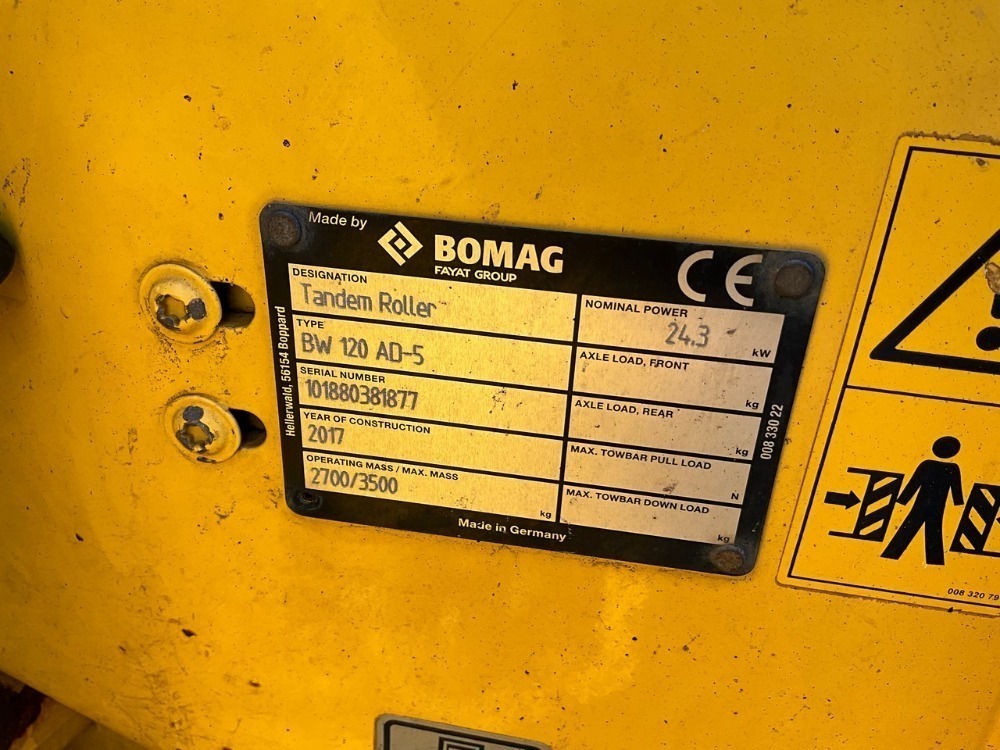 Made by
BOMAG
FAYAT GROUP
CE
DESIGNATION
Tandem Roller
TYPE
BW 120 AD-5
SERIAL NUMBER
101880381877
YEAR OF CONSTRUCTION
2017
OPERATING MASS / MAX. MASS
2700/3500
kg
NOMINAL POWER
24.3
kW
AXLE LOAD, FRONT
kg
AXLE LOAD, REAR
kg
MAX. TOWBAR PULL LOAD
N
MAX. TOWBAR DOWN LOAD
kg
Made in Germany
Hellerwald, 56154 Boppard
008 330 22
008 320 79